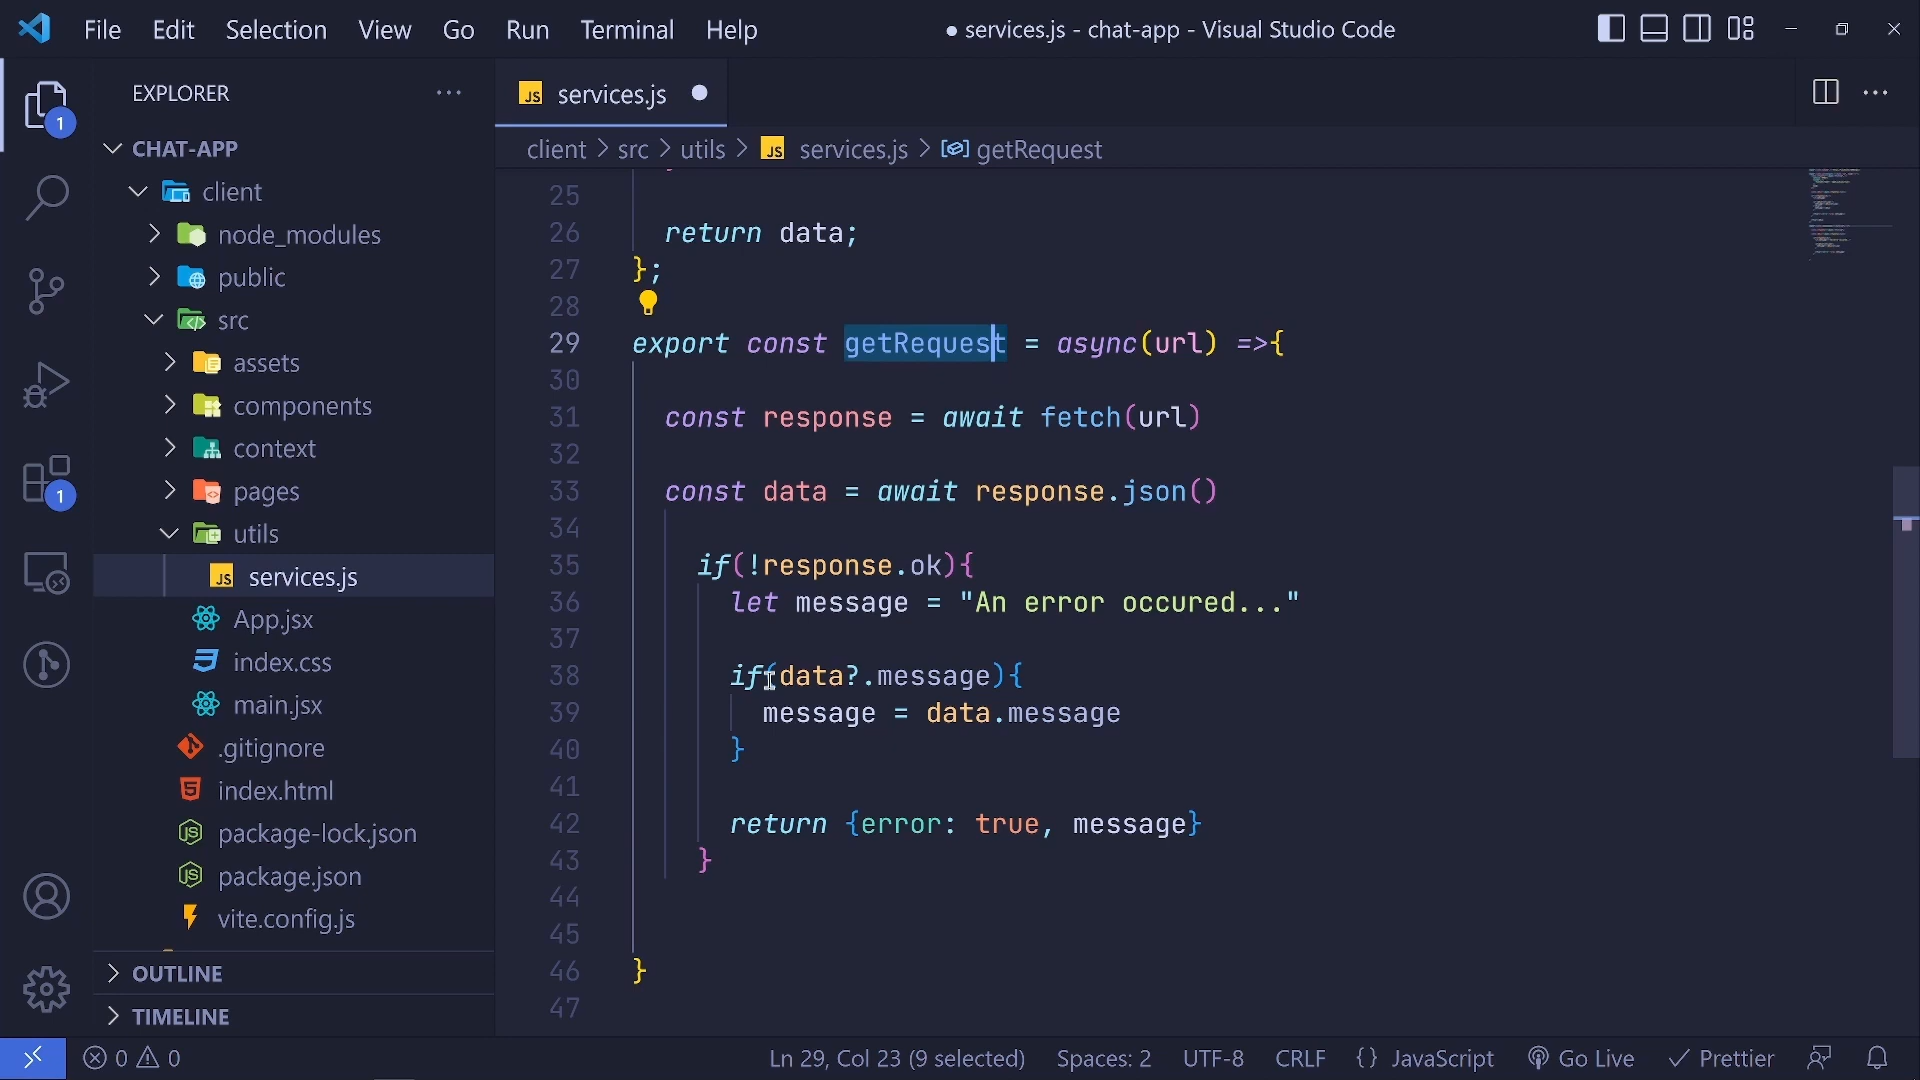 File Edit Selection View Go Run Terminal Help
● services.js - chat-app - Visual Studio Code
EXPLORER
1
CHAT-APP
client
node_modules
public
src
assets
components
context
pages
1
utils
JS services.js
App.jsx
index.css
main.jsx
.gitignore
index.html
package-lock.json
package.json
vite.config.js
OUTLINE
TIMELINE
JS services.js
client > src > utils > JS services.js > getRequest
25
26 return data;
27 };
28
29 export const getRequest = async(url) =>{
30
31 const response = await fetch(url)
32
33 const data = await response.json()
34
35 if(!response.ok){
36 let message = "An error occured..."
37
38 if(data?.message){
39 message = data.message
40 }
41
42 return {error: true, message}
43 }
44
45
46 }
47
0 0 Ln 29, Col 23 (9 selected) Spaces: 2 UTF-8 CRLF {} JavaScript Go Live Prettier